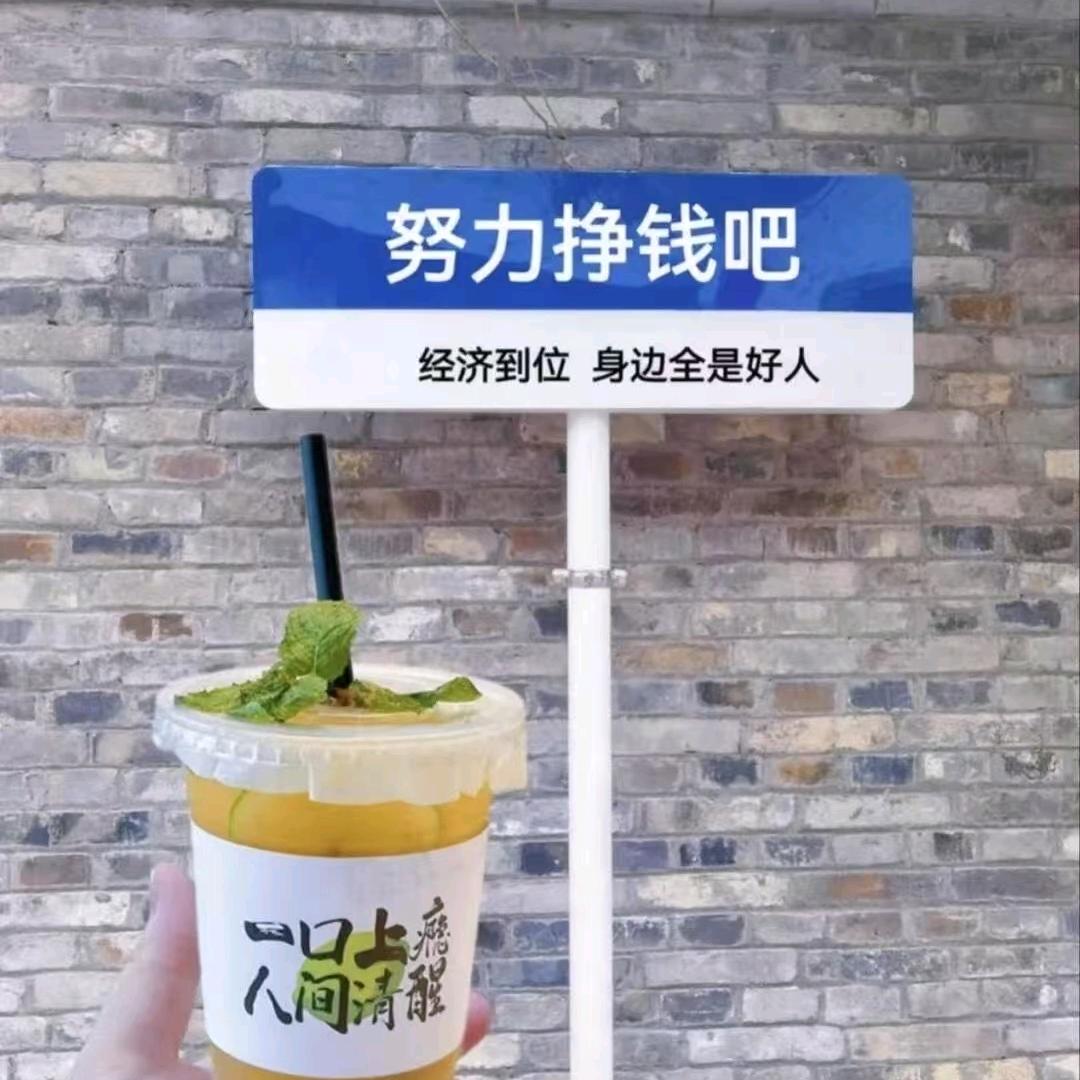 努力挣钱吧
经济到位 身边全是好人
一口上瘾
人间清醒